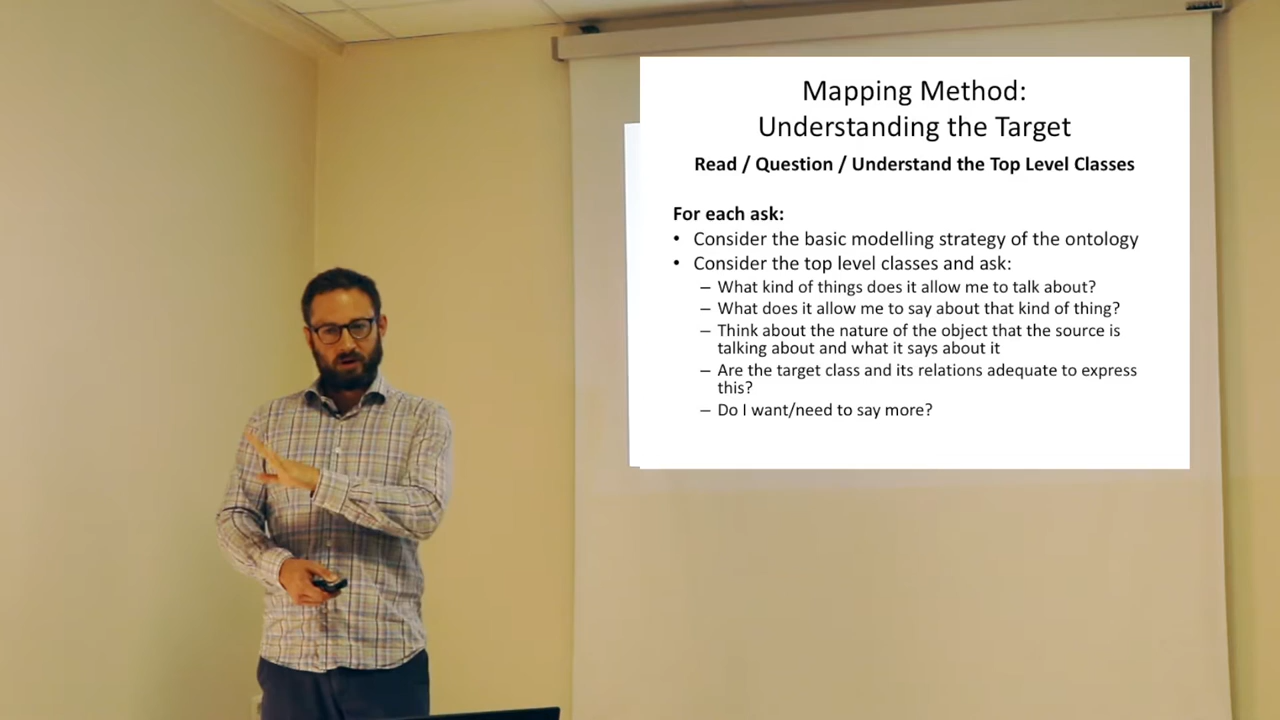 Mapping Method:
Understanding the Target
Read / Question / Understand the Top Level Classes
For each ask:
• Consider the basic modelling strategy of the ontology
• Consider the top level classes and ask:
– What kind of things does it allow me to talk about?
– What does it allow me to say about that kind of thing?
– Think about the nature of the object that the source is
talking about and what it says about it
– Are the target class and its relations adequate to express
this?
– Do I want/need to say more?